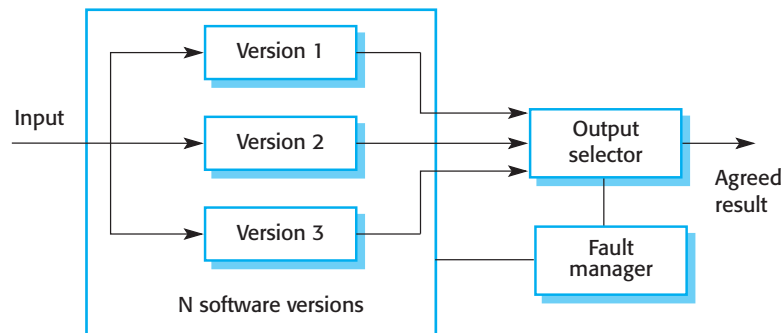 Version 1
Input
Version 2
Output
selector
Agreed
result
Version 3
Fault
manager
N software versions